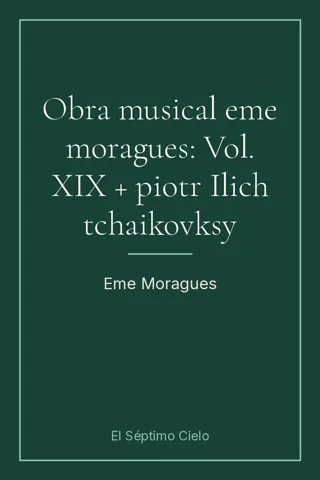 Obra musical eme
moragues: Vol.
XIX + piotr Ilich
tchaikovksy
Eme Moragues
El Séptimo Cielo